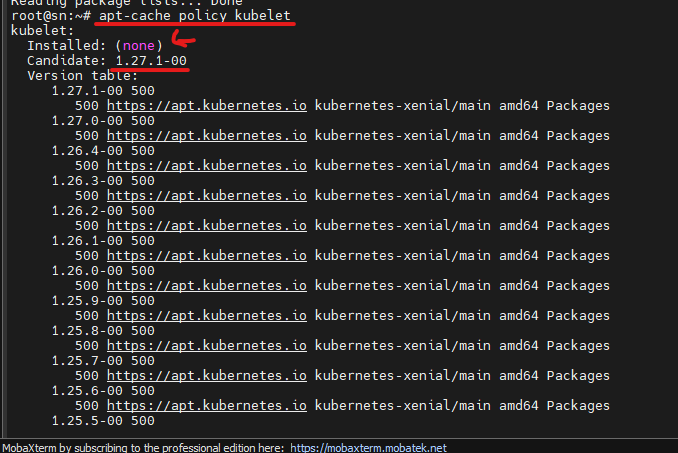 Reading package lists... Done
root@sn:~# apt-cache policy kubelet
kubelet:
  Installed: (none)
  Candidate: 1.27.1-00
  Version table:
     1.27.1-00 500
        500 https://apt.kubernetes.io kubernetes-xenial/main amd64 Packages
     1.27.0-00 500
        500 https://apt.kubernetes.io kubernetes-xenial/main amd64 Packages
     1.26.4-00 500
        500 https://apt.kubernetes.io kubernetes-xenial/main amd64 Packages
     1.26.3-00 500
        500 https://apt.kubernetes.io kubernetes-xenial/main amd64 Packages
     1.26.2-00 500
        500 https://apt.kubernetes.io kubernetes-xenial/main amd64 Packages
     1.26.1-00 500
        500 https://apt.kubernetes.io kubernetes-xenial/main amd64 Packages
     1.26.0-00 500
        500 https://apt.kubernetes.io kubernetes-xenial/main amd64 Packages
     1.25.9-00 500
        500 https://apt.kubernetes.io kubernetes-xenial/main amd64 Packages
     1.25.8-00 500
        500 https://apt.kubernetes.io kubernetes-xenial/main amd64 Packages
     1.25.7-00 500
        500 https://apt.kubernetes.io kubernetes-xenial/main amd64 Packages
     1.25.6-00 500
        500 https://apt.kubernetes.io kubernetes-xenial/main amd64 Packages
     1.25.5-00 500
MobaXterm by subscribing to the professional edition here: https://mobaxterm.mobatek.net